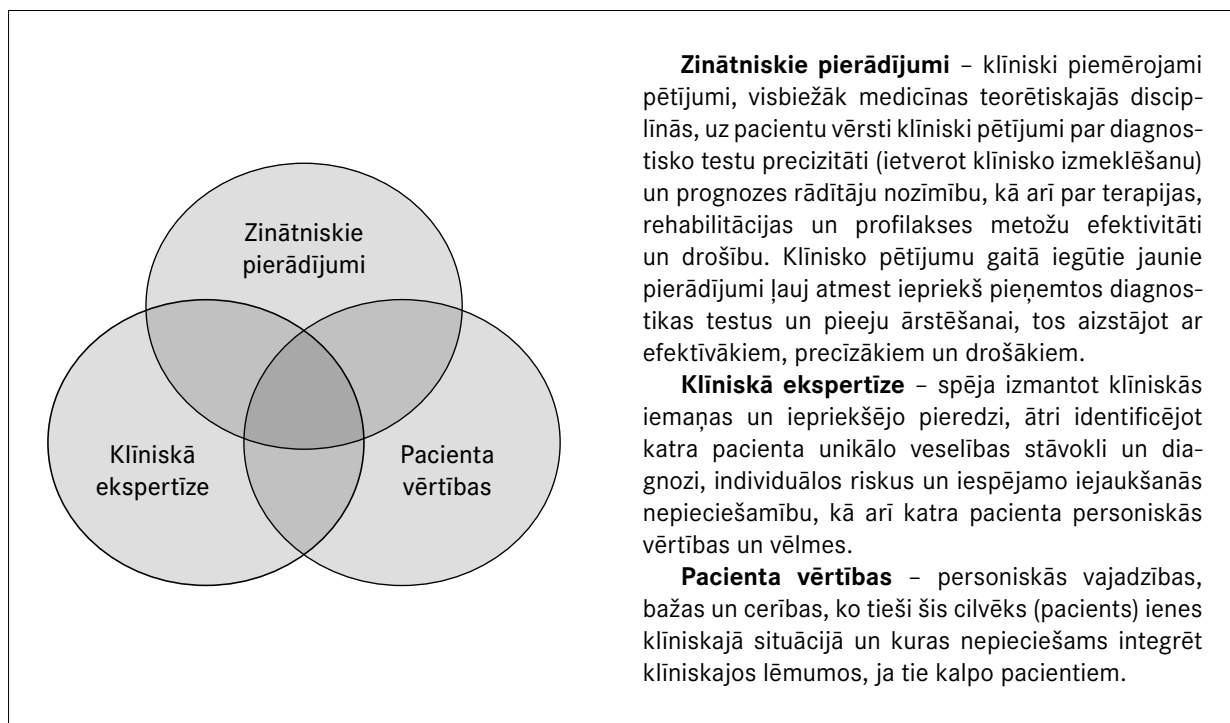 Zinātniskie
pierādījumi
Klīniskā
ekspertīze
Pacienta
vērtības
Zinātniskie pierādījumi – klīniski piemērojami
pētījumi, visbiežāk medicīnas teorētiskajās discip-
līnās, uz pacientu vērsti klīniski pētījumi par diagnos-
tisko testu precizitāti (ietverot klīnisko izmeklēšanu)
un prognozes rādītāju nozīmību, kā arī par terapijas,
rehabilitācijas un profilakses metožu efektivitāti
un drošību. Klīnisko pētījumu gaitā iegūtie jaunie
pierādījumi ļauj atmest iepriekš pieņemtos diagnos-
tikas testus un pieeju ārstēšanai, tos aizstājot ar
efektīvākiem, precīzākiem un drošākiem.
Klīniskā ekspertīze – spēja izmantot klīniskās
iemaņas un iepriekšējo pieredzi, ātri identificējot
katra pacienta unikālo veselības stāvokli un dia-
gnozi, individuālos riskus un iespējamo iejaukšanās
nepieciešamību, kā arī katra pacienta personiskās
vērtības un vēlmes.
Pacienta vērtības – personiskās vajadzības,
bažas un cerības, ko tieši šis cilvēks (pacients) ienes
klīniskajā situācijā un kuras nepieciešams integrēt
klīniskajos lēmumos, ja tie kalpo pacientiem.